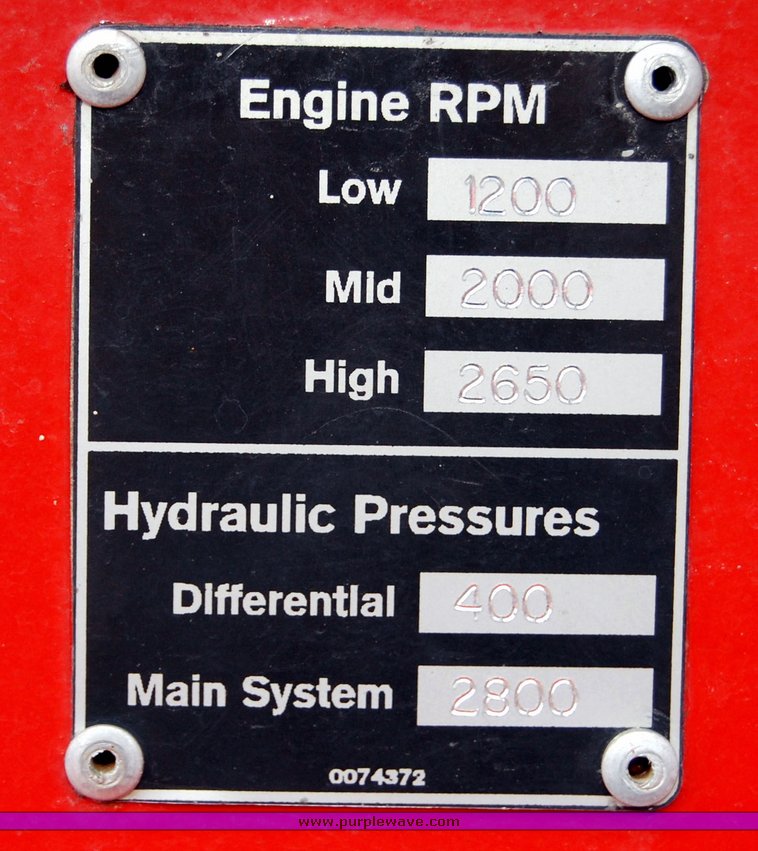 Engine RPM
Low 1200
Mid 2000
High 2650
Hydraulic Pressures
Differential 400
Main System 2800
0074372
www.purplewave.com